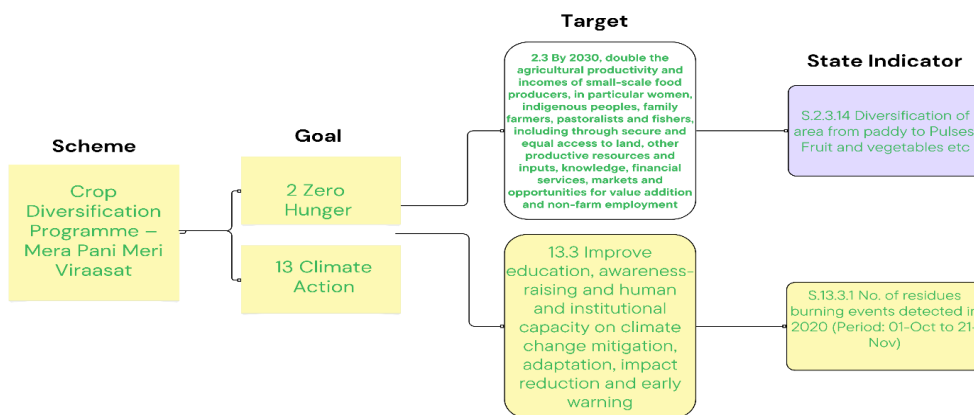 Scheme
Crop
Diversification
Programme –
Mera Pani Meri
Viraasat
Goal
2 Zero
Hunger
13 Climate
Action
Target
2.3 By 2030, double the
agricultural productivity and
incomes of small-scale food
producers, in particular women,
indigenous peoples, family
farmers, pastoralists and fishers,
including through secure and
equal access to land, other
productive resources and
inputs, knowledge, financial
services, markets and
opportunities for value addition
and non-farm employment
13.3 Improve
education, awareness-
raising and human
and institutional
capacity on climate
change mitigation,
adaptation, impact
reduction and early
warning
State Indicator
S.2.3.14 Diversification of
area from paddy to Pulses
Fruit and vegetables etc
S.13.3.1 No. of residues
burning events detected in
2020 (Period: 01-Oct to 21-
Nov)